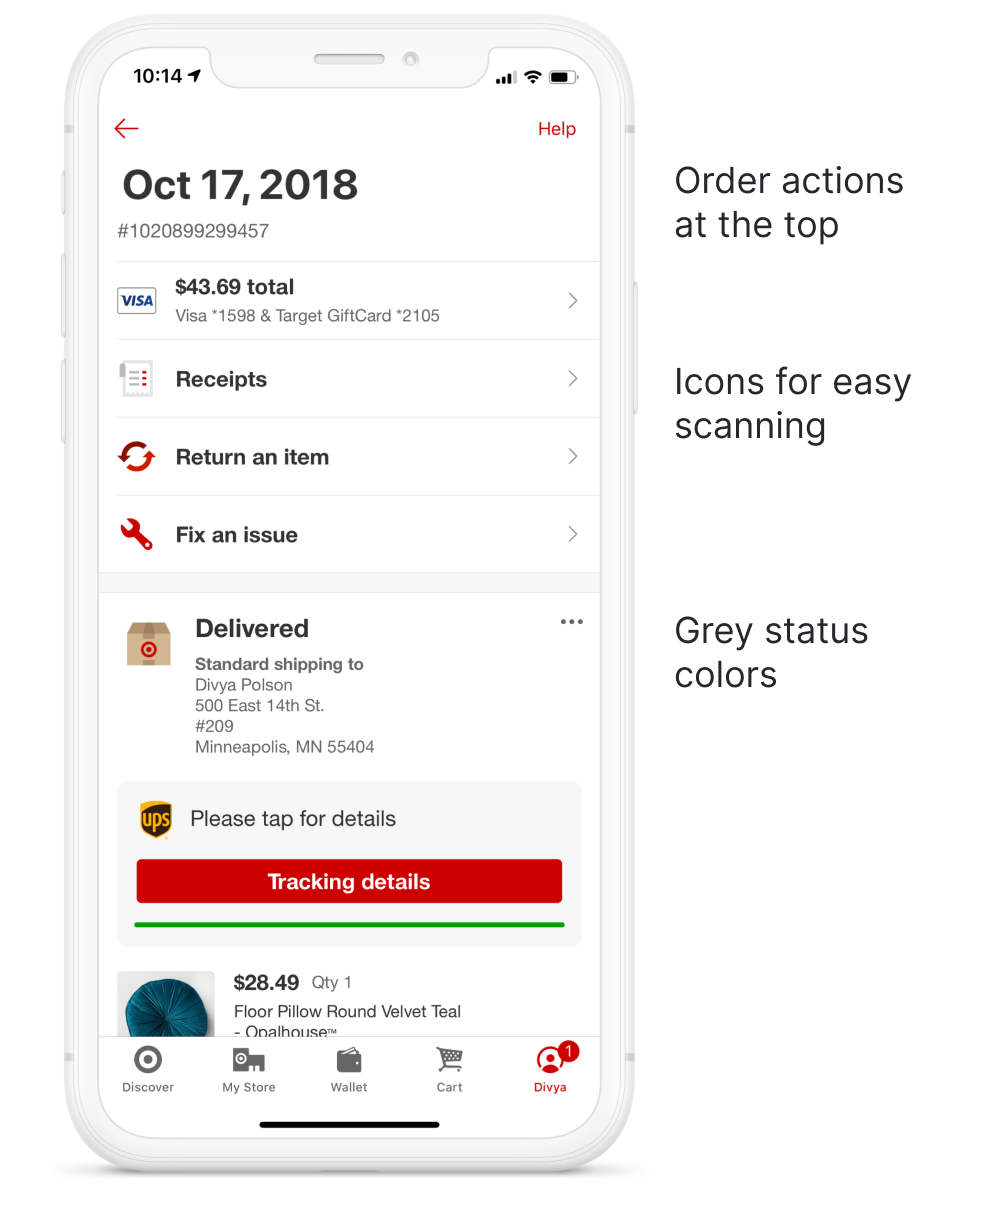 10:14
Help
Oct 17, 2018
#1020899299457
VISA
$43.69 total
Visa *1598 & Target GiftCard *2105
Receipts
Return an item
Fix an issue
Delivered
Standard shipping to
Divya Polson
500 East 14th St.
#209
Minneapolis, MN 55404
ups
Please tap for details
Tracking details
$28.49 Qty 1
Floor Pillow Round Velvet Teal
- Opalhouse™
Discover
My Store
Wallet
Cart
1
Divya
Order actions
at the top
Icons for easy
scanning
Grey status
colors